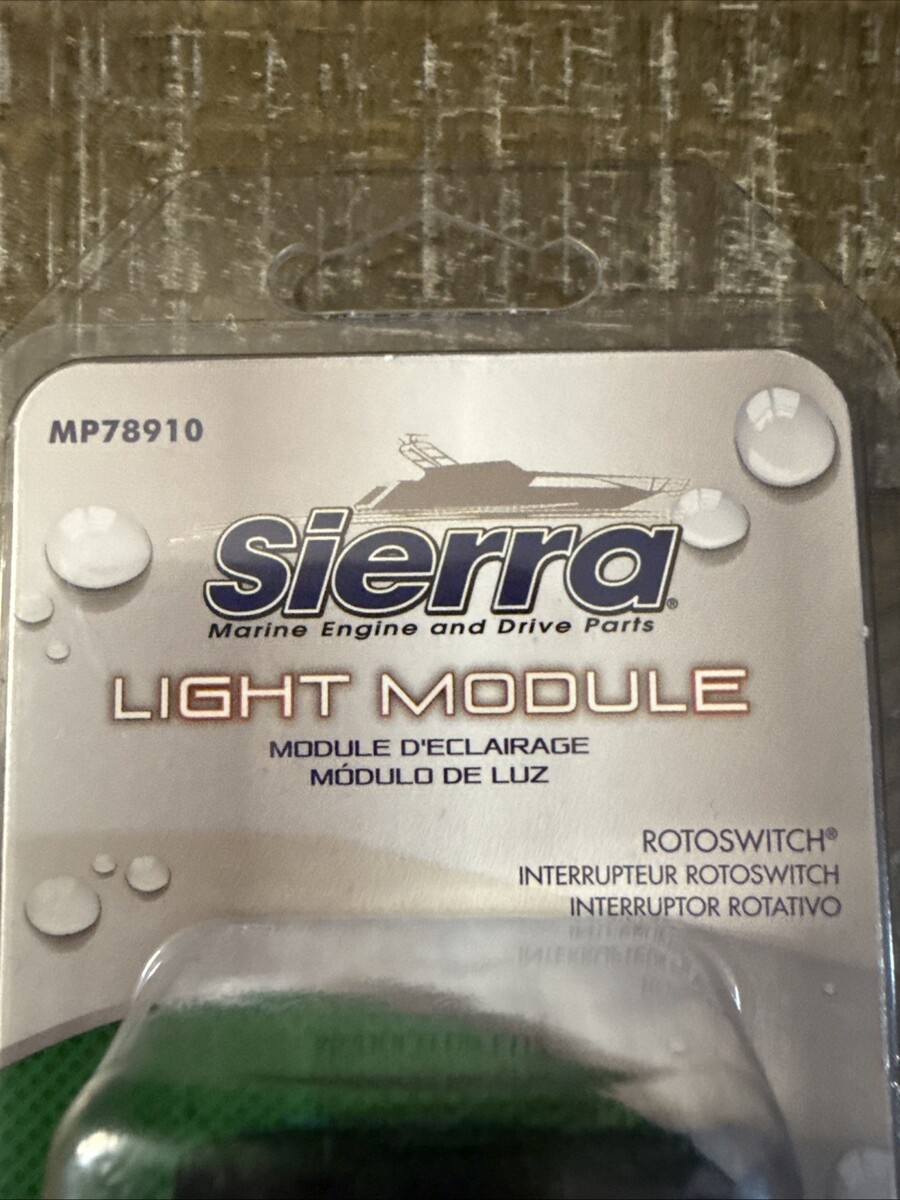 MP78910
Sierra®
Marine Engine and Drive Parts
LIGHT MODULE
MODULE D'ECLAIRAGE
MÓDULO DE LUZ
ROTOSWITCH®
INTERRUPTEUR ROTOSWITCH
INTERRUPTOR ROTATIVO